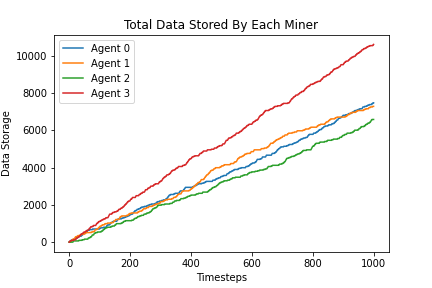 Total Data Stored By Each Miner
Agent 0
Agent 1
Agent 2
Agent 3
Data Storage
10000
8000
6000
4000
2000
0
0 200 400 600 800 1000
Timesteps